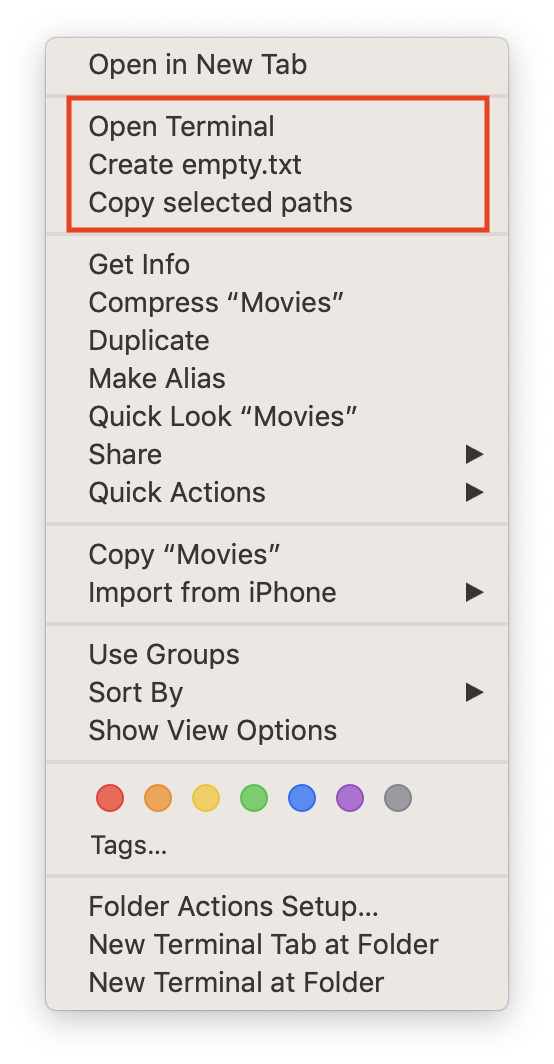 Open in New Tab
Open Terminal
Create empty.txt
Copy selected paths
Get Info
Compress “Movies”
Duplicate
Make Alias
Quick Look “Movies”
Share
Quick Actions
Copy “Movies”
Import from iPhone
Use Groups
Sort By
Show View Options
Tags...
Folder Actions Setup...
New Terminal Tab at Folder
New Terminal at Folder